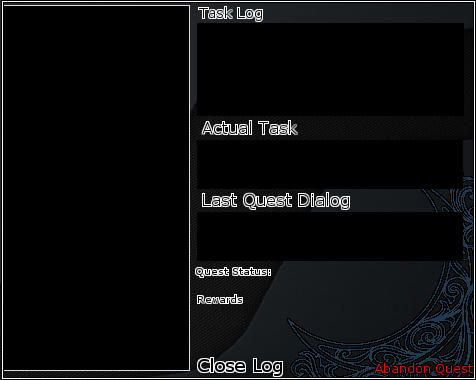 Task Log
Actual Task
Last Quest Dialog
Quest Status:
Rewards
Close Log
Abandon Quest